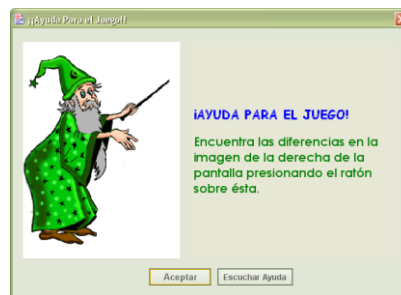 ¡¡Ayuda Para el Juego!!
¡AYUDA PARA EL JUEGO!
Encuentra las diferencias en la
imagen de la derecha de la
pantalla presionando el ratón
sobre ésta.
Aceptar
Escuchar Ayuda